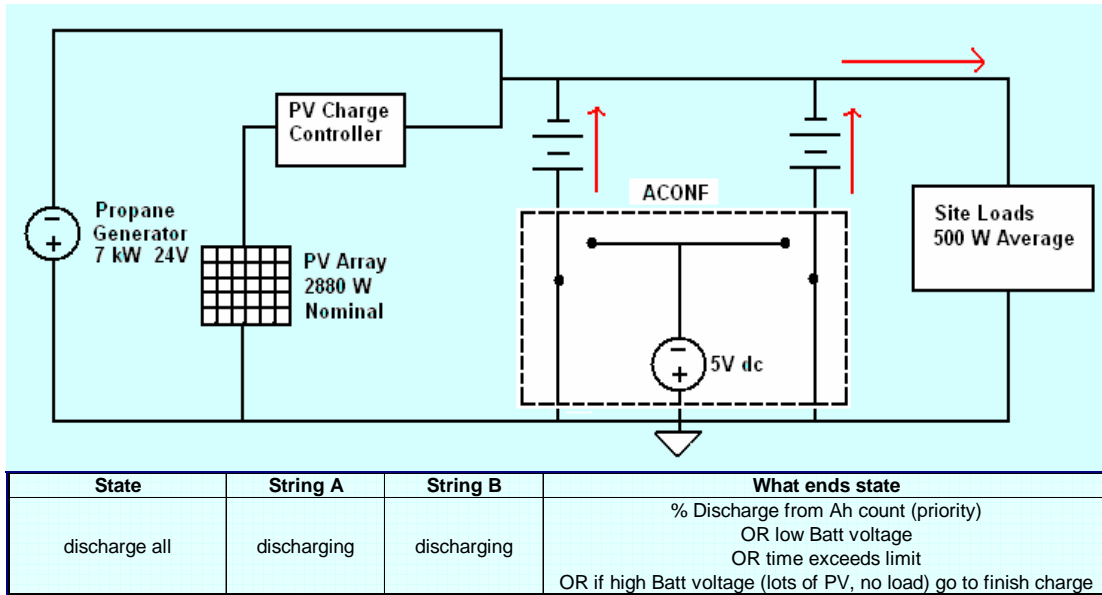 PV Charge
Controller
ACONF
Propane
Generator
7 kW 24V
PV Array
2880 W
Nominal
Site Loads
500 W Average
5V dc
State String A String B What ends state
discharge all discharging discharging % Discharge from Ah count (priority)
OR low Batt voltage
OR time exceeds limit
OR if high Batt voltage (lots of PV, no load) go to finish charge